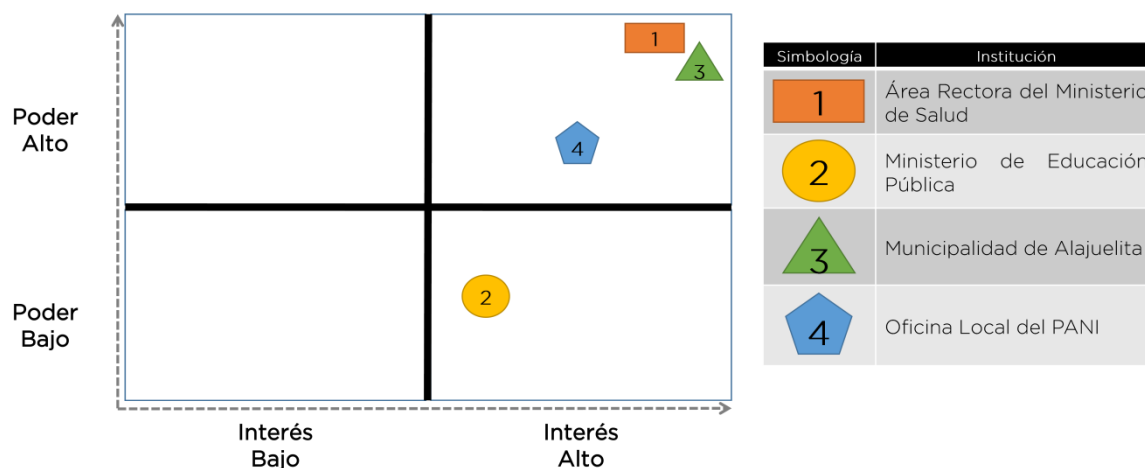 Poder
Alto
Poder
Bajo
1
3
4
2
Interés
Bajo
Interés
Alto
Simbología Institución
1 Área Rectora del Ministerio
de Salud
2 Ministerio de Educación
Pública
3 Municipalidad de Alajuelita
4 Oficina Local del PANI